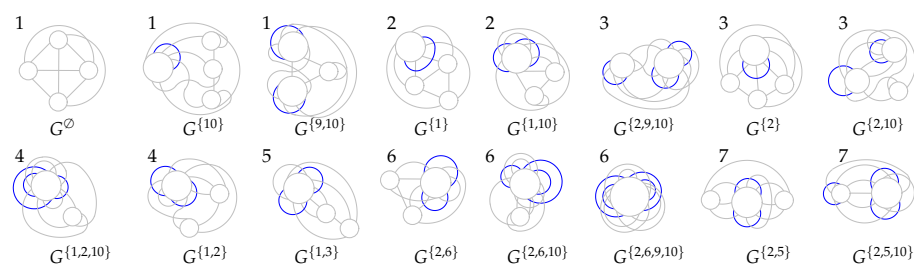 1 1 1 2 2 3 3 3
G^∅ G^{10} G^{9,10} G^{1} G^{1,10} G^{2,9,10} G^{2} G^{2,10}
4 4 5 6 6 6 7 7
G^{1,2,10} G^{1,2} G^{1,3} G^{2,6} G^{2,6,10} G^{2,6,9,10} G^{2,5} G^{2,5,10}